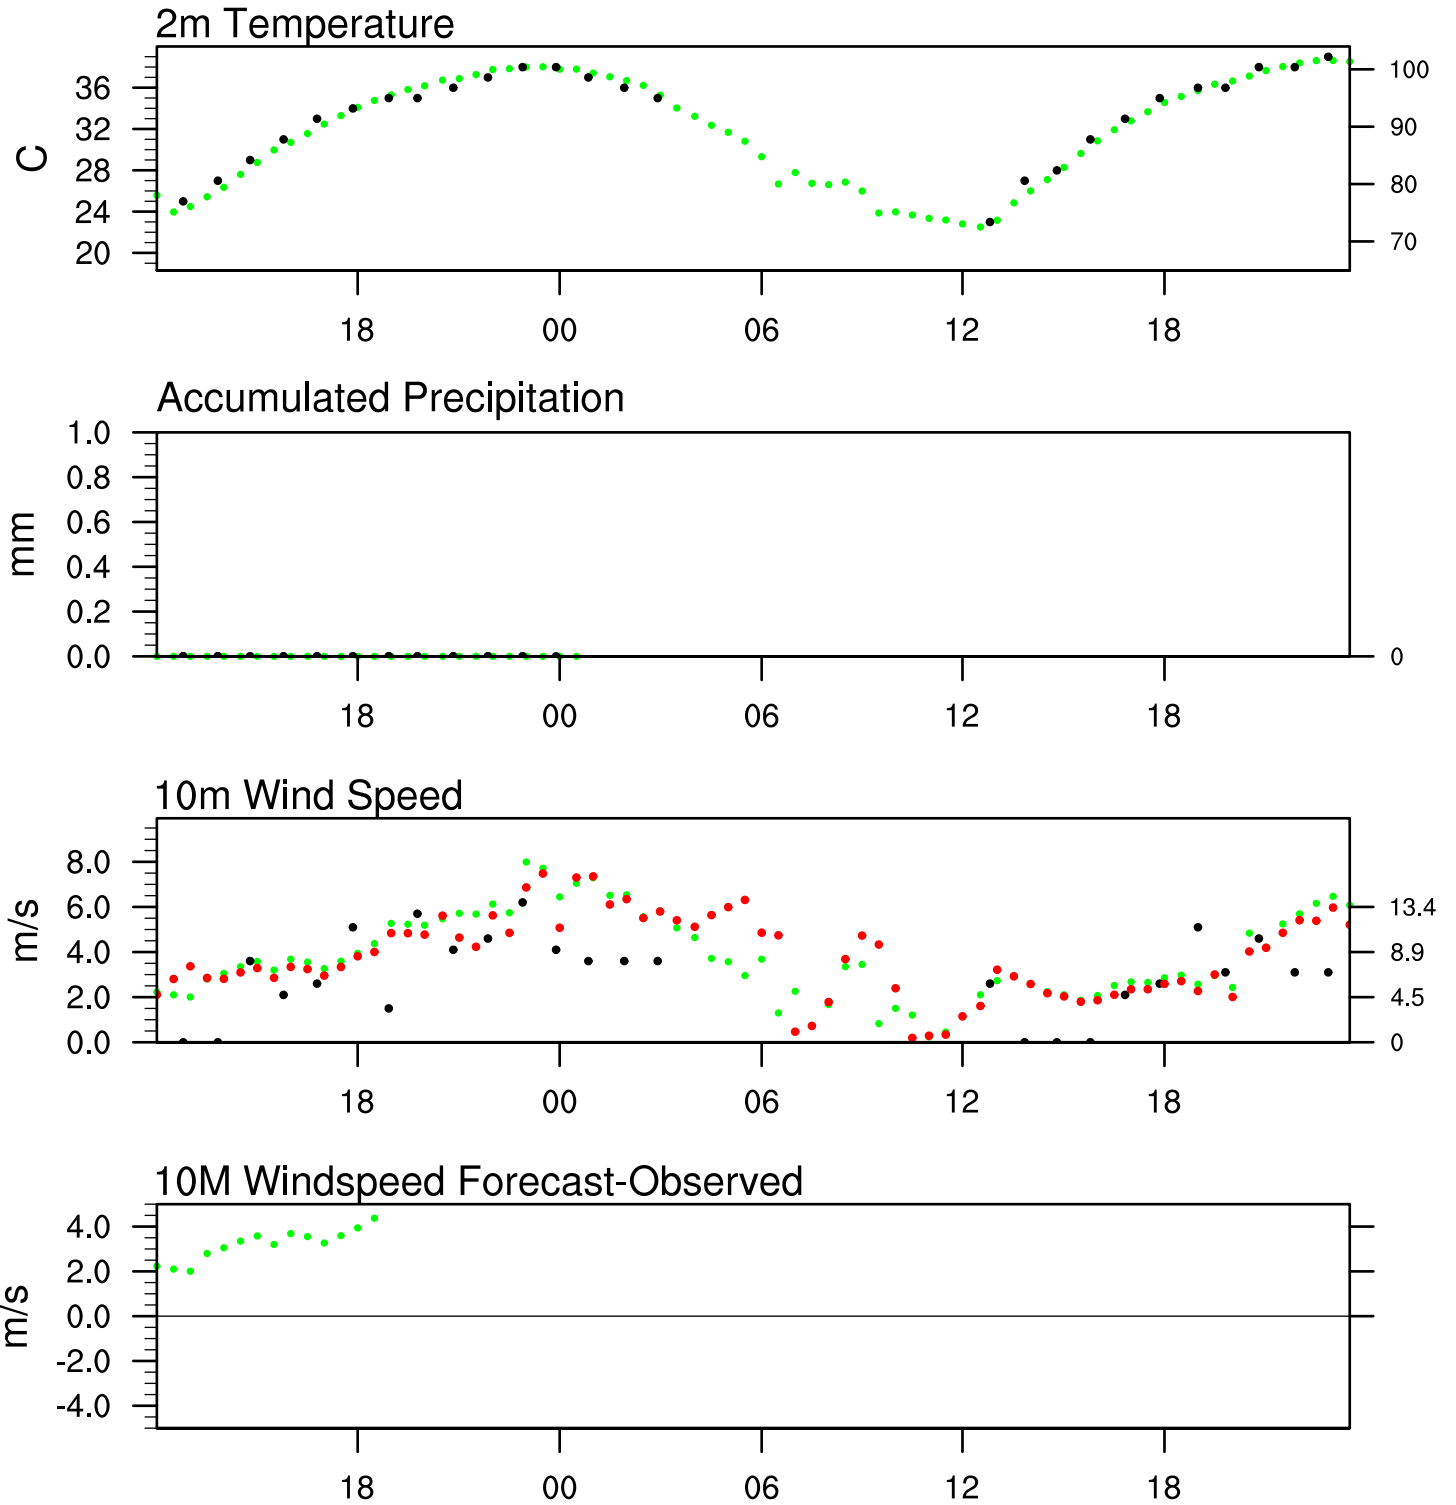 2m Temperature
36
32
28
24
20
C
100
90
80
70
18 00 06 12 18
Accumulated Precipitation
1.0
0.8
0.6
0.4
0.2
0.0
mm
0
18 00 06 12 18
10m Wind Speed
8.0
6.0
4.0
2.0
0.0
m/s
13.4
8.9
4.5
0
18 00 06 12 18
10M Windspeed Forecast-Observed
4.0
2.0
0.0
-2.0
-4.0
m/s
18 00 06 12 18